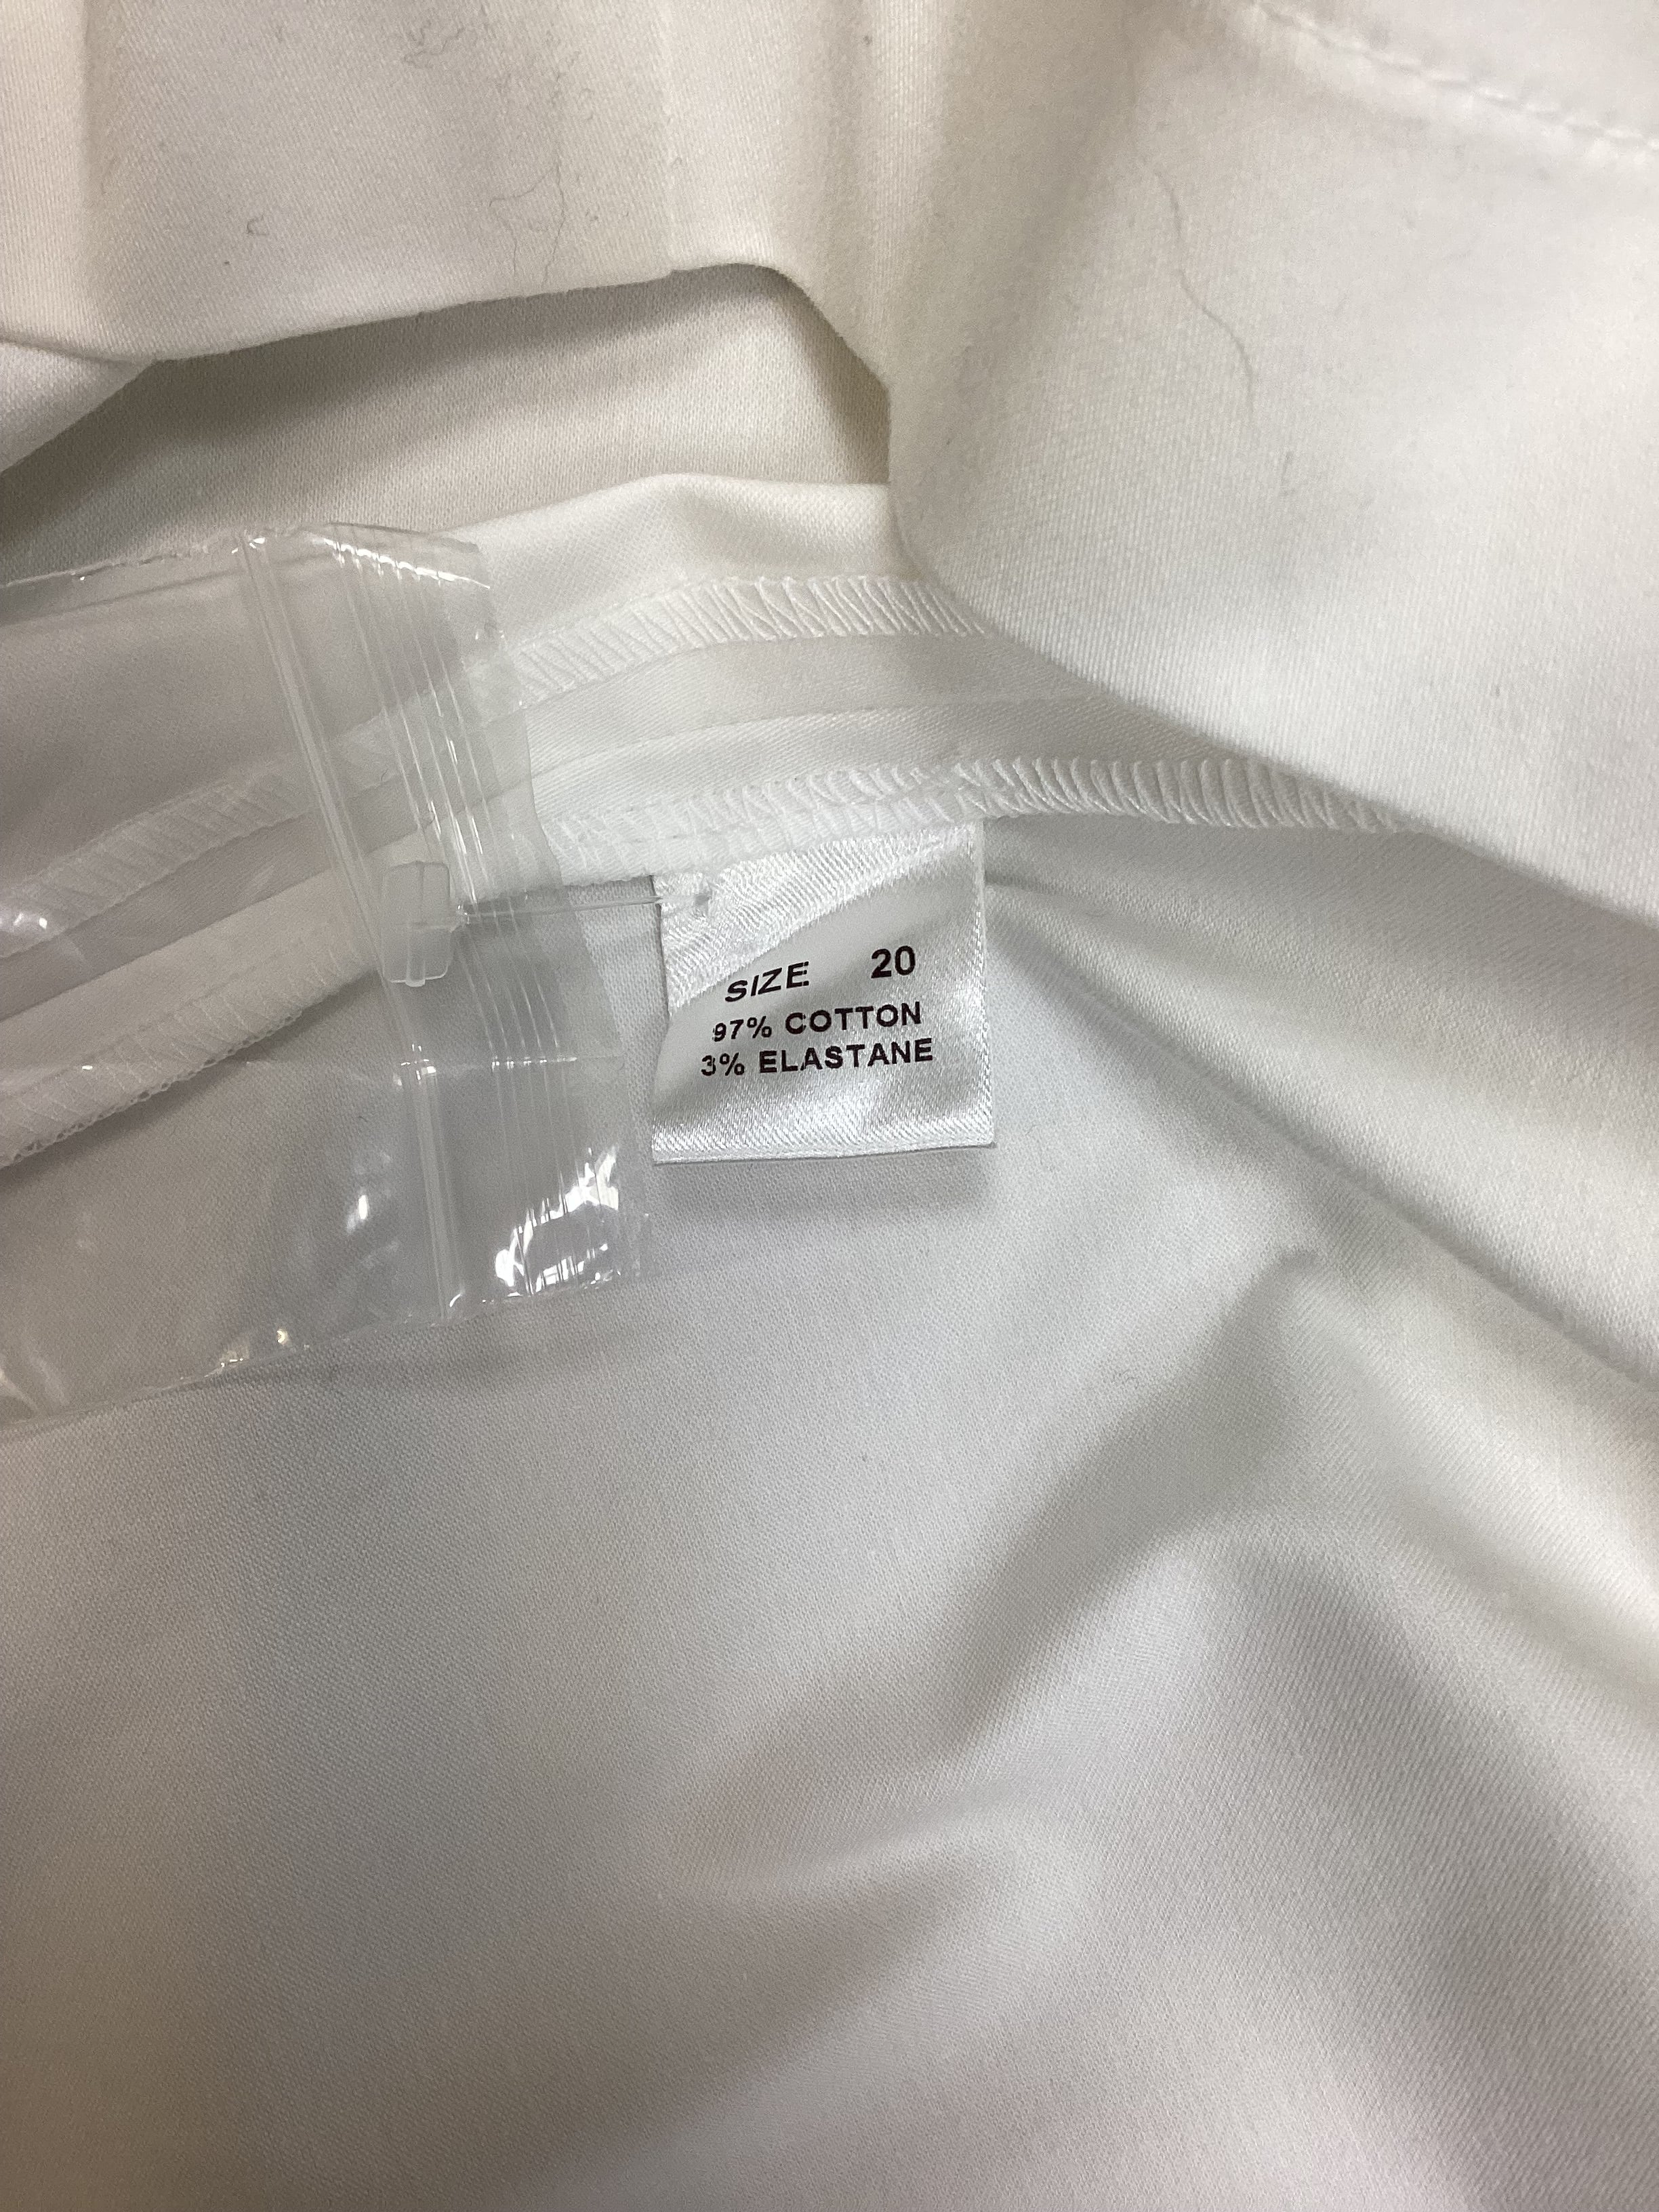 SIZE 20
97% COTTON
3% ELASTANE